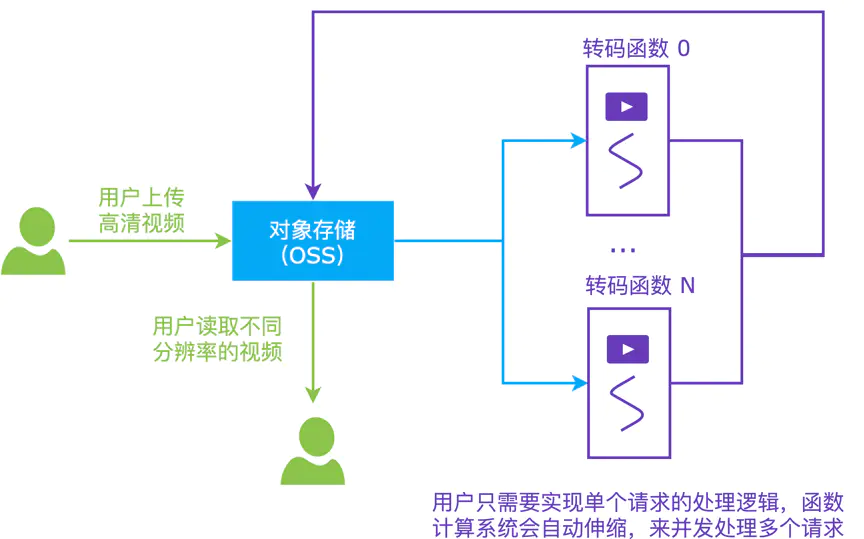 转码函数 0
用户上传
高清视频
对象存储
（OSS）
...
转码函数 N
用户读取不同
分辨率的视频
用户只需要实现单个请求的处理逻辑，函数
计算系统会自动伸缩，来并发处理多个请求